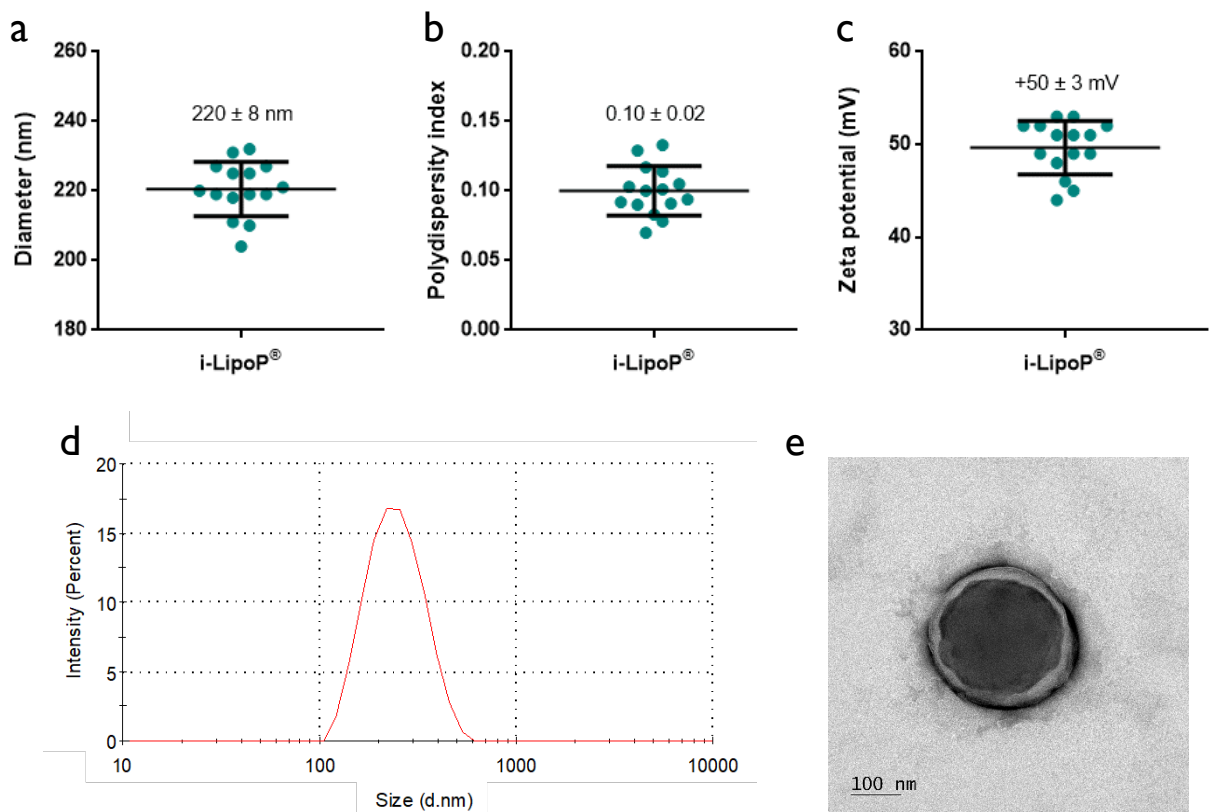 a
260
240
220
200
180
Diameter (nm)
220 ± 8 nm
i-LipoP®
b
0.20
0.15
0.10
0.05
0.00
Polydispersity index
0.10 ± 0.02
i-LipoP®
c
60
50
40
30
Zeta potential (mV)
+50 ± 3 mV
i-LipoP®
d
20
15
10
5
0
Intensity (Percent)
10 100 1000 10000
Size (d.nm)
e
100 nm